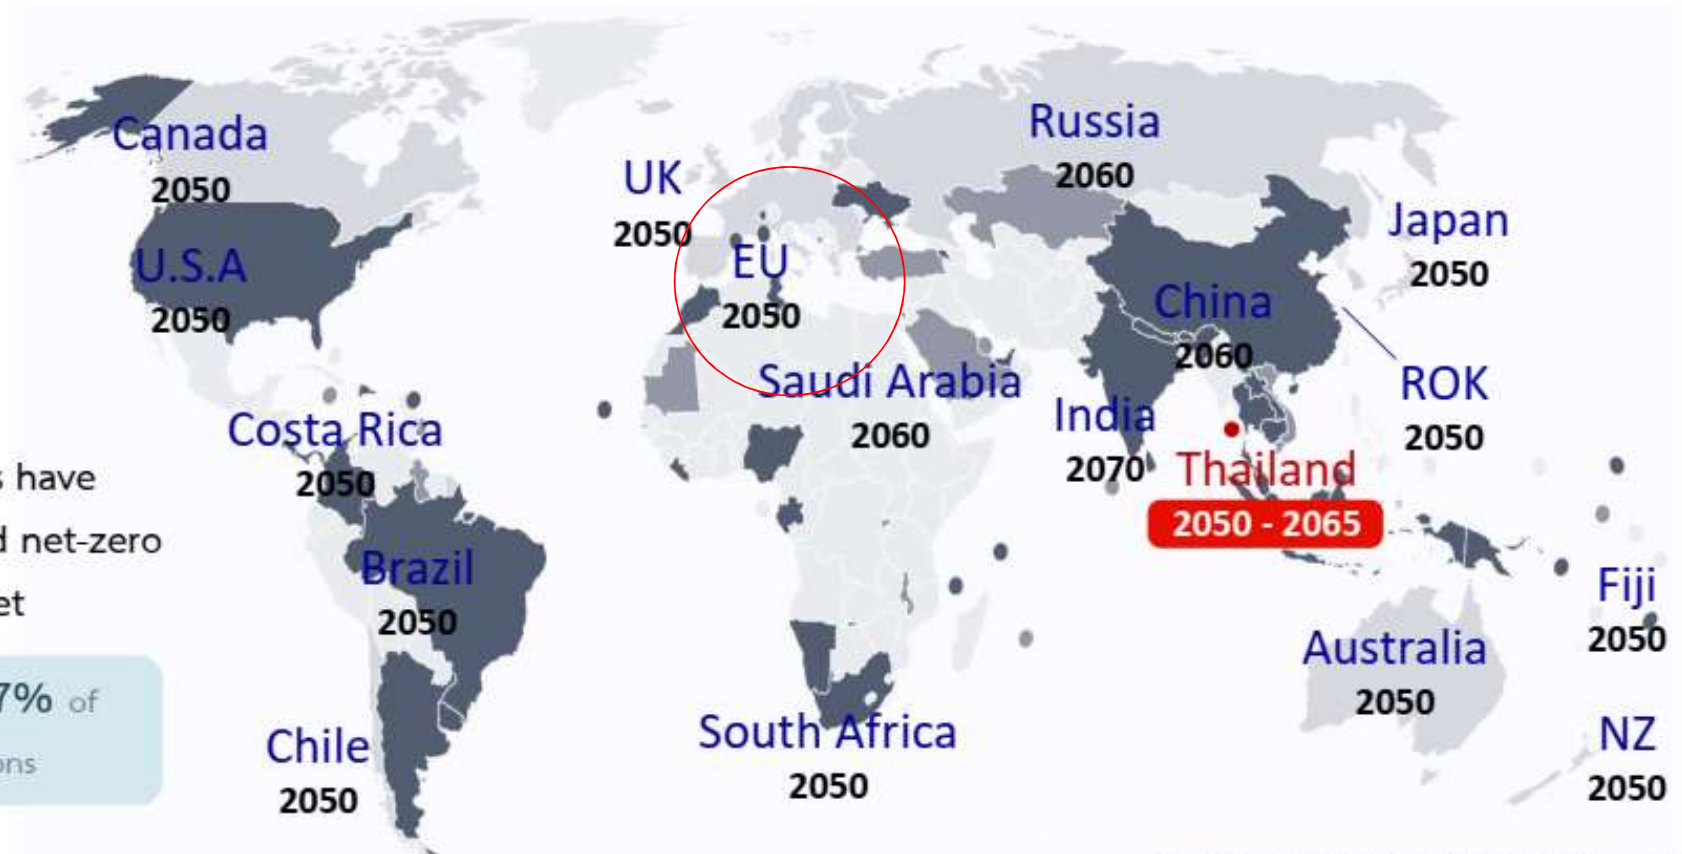 Canada
2050
U.S.A
2050
Costa Rica
2050
Brazil
2050
Chile
2050
s have
net-zero
et
7% of
ons
UK
2050
EU
2050
Saudi Arabia
2060
South Africa
2050
Russia
2060
China
2060
India
2070
Thailand
2050 - 2065
Japan
2050
ROK
2050
Australia
2050
Fiji
2050
NZ
2050